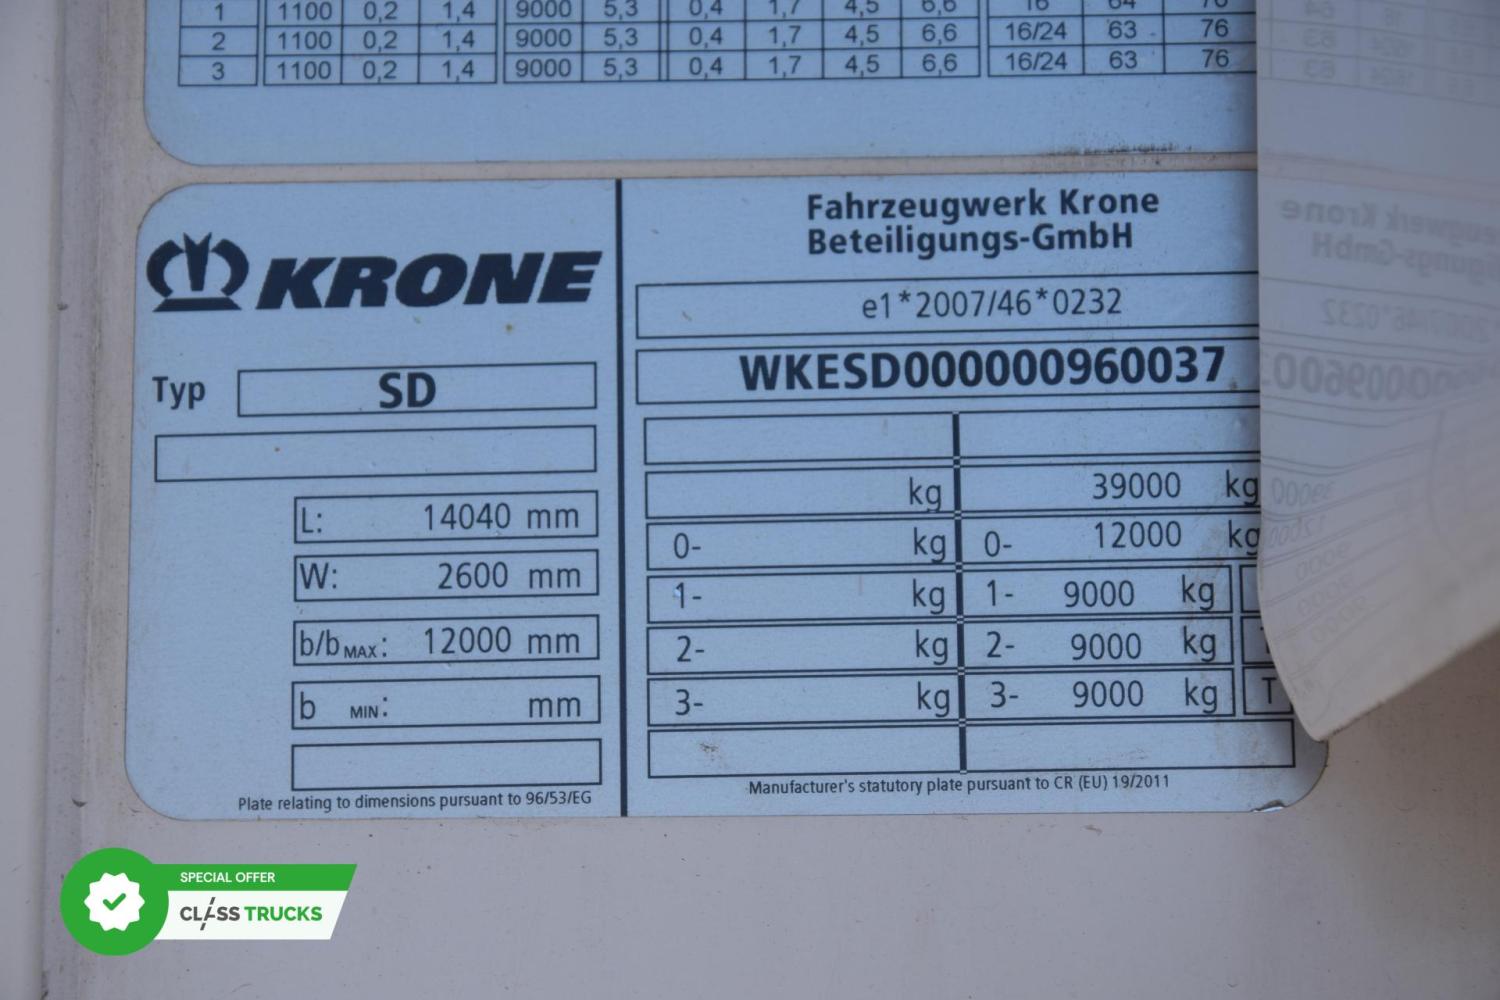 1 1100 0,2 1,4 9000 5,3 0,4 1,7 4,5 6,6 16 64 76
2 1100 0,2 1,4 9000 5,3 0,4 1,7 4,5 6,6 16/24 63 76
3 1100 0,2 1,4 9000 5,3 0,4 1,7 4,5 6,6 16/24 63 76
KRONE
Typ SD
L: 14040 mm
W: 2600 mm
b/b MAX: 12000 mm
b MIN: mm
Plate relating to dimensions pursuant to 96/53/EG
Fahrzeugwerk Krone
Beteiligungs-GmbH
e1*2007/46*0232
WKESD000000960037
kg 39000 kg
0- kg 0- 12000 kg
1- kg 1- 9000 kg
2- kg 2- 9000 kg
3- kg 3- 9000 kg T
Manufacturer's statutory plate pursuant to CR (EU) 19/2011
SPECIAL OFFER
CLASS TRUCKS